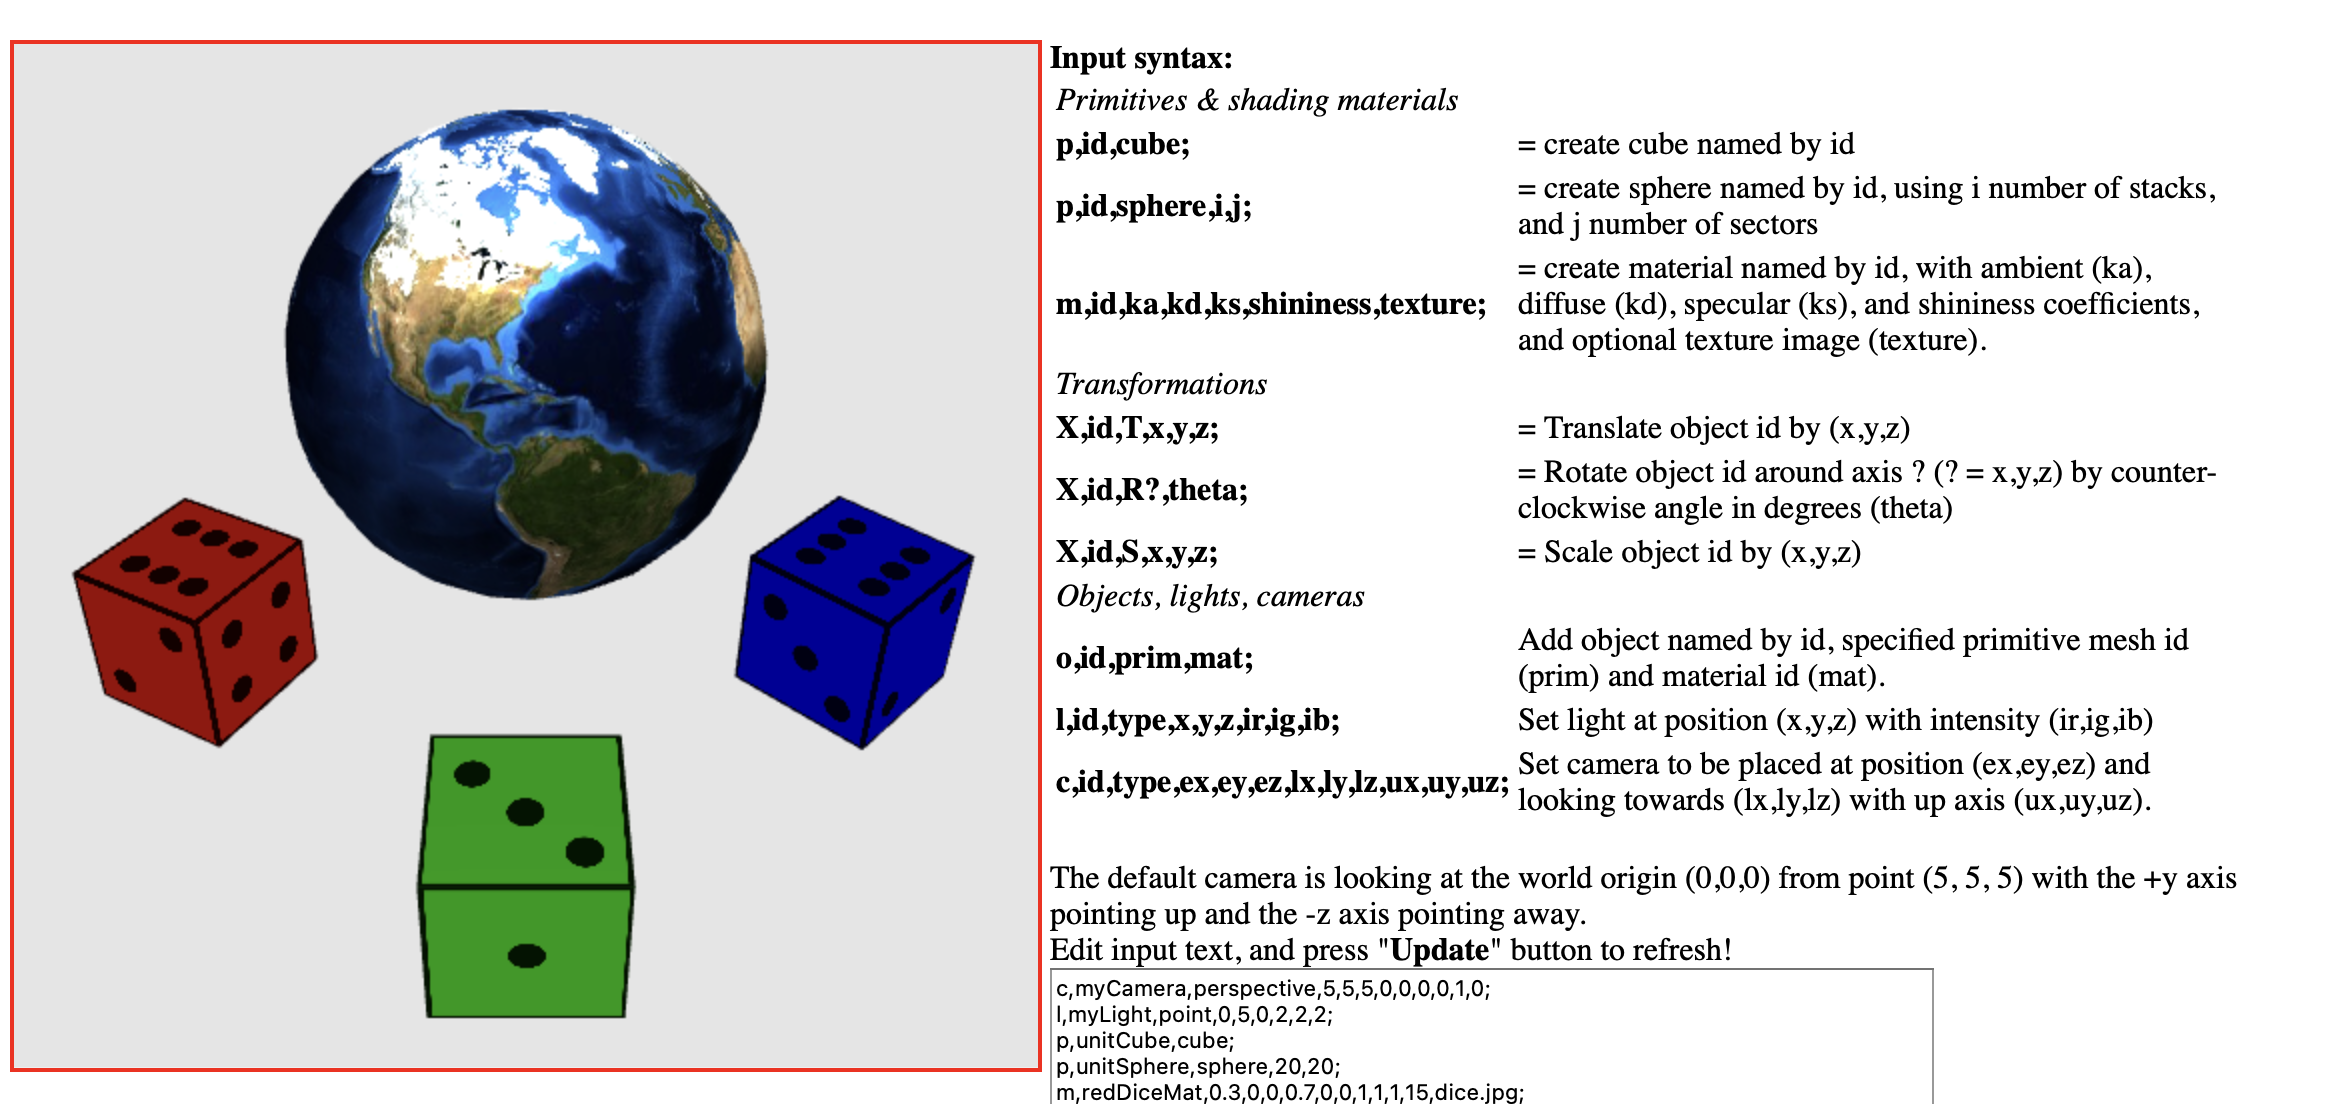 Input syntax:
Primitives & shading materials
p,id,cube; = create cube named by id
p,id,sphere,i,j; = create sphere named by id, using i number of stacks,
and j number of sectors
m,id,ka,kd,ks,shininess,texture; = create material named by id, with ambient (ka),
diffuse (kd), specular (ks), and shininess coefficients,
and optional texture image (texture).
Transformations
X,id,T,x,y,z; = Translate object id by (x,y,z)
X,id,R?,theta; = Rotate object id around axis ? (? = x,y,z) by counter-
clockwise angle in degrees (theta)
X,id,S,x,y,z; = Scale object id by (x,y,z)
Objects, lights, cameras
o,id,prim,mat; Add object named by id, specified primitive mesh id
(prim) and material id (mat).
l,id,type,x,y,z,ir,ig,ib; Set light at position (x,y,z) with intensity (ir,ig,ib)
c,id,type,ex,ey,ez,lx,ly,lz,ux,uy,uz; Set camera to be placed at position (ex,ey,ez) and
looking towards (lx,ly,lz) with up axis (ux,uy,uz).
The default camera is looking at the world origin (0,0,0) from point (5, 5, 5) with the +y axis
pointing up and the -z axis pointing away.
Edit input text, and press "Update" button to refresh!
c,myCamera,perspective,5,5,5,0,0,0,0,1,0;
l,myLight,point,0,5,0,2,2,2;
p,unitCube,cube;
p,unitSphere,sphere,20,20;
m,redDiceMat,0.3,0,0,0.7,0,0,1,1,1,15,dice.jpg;